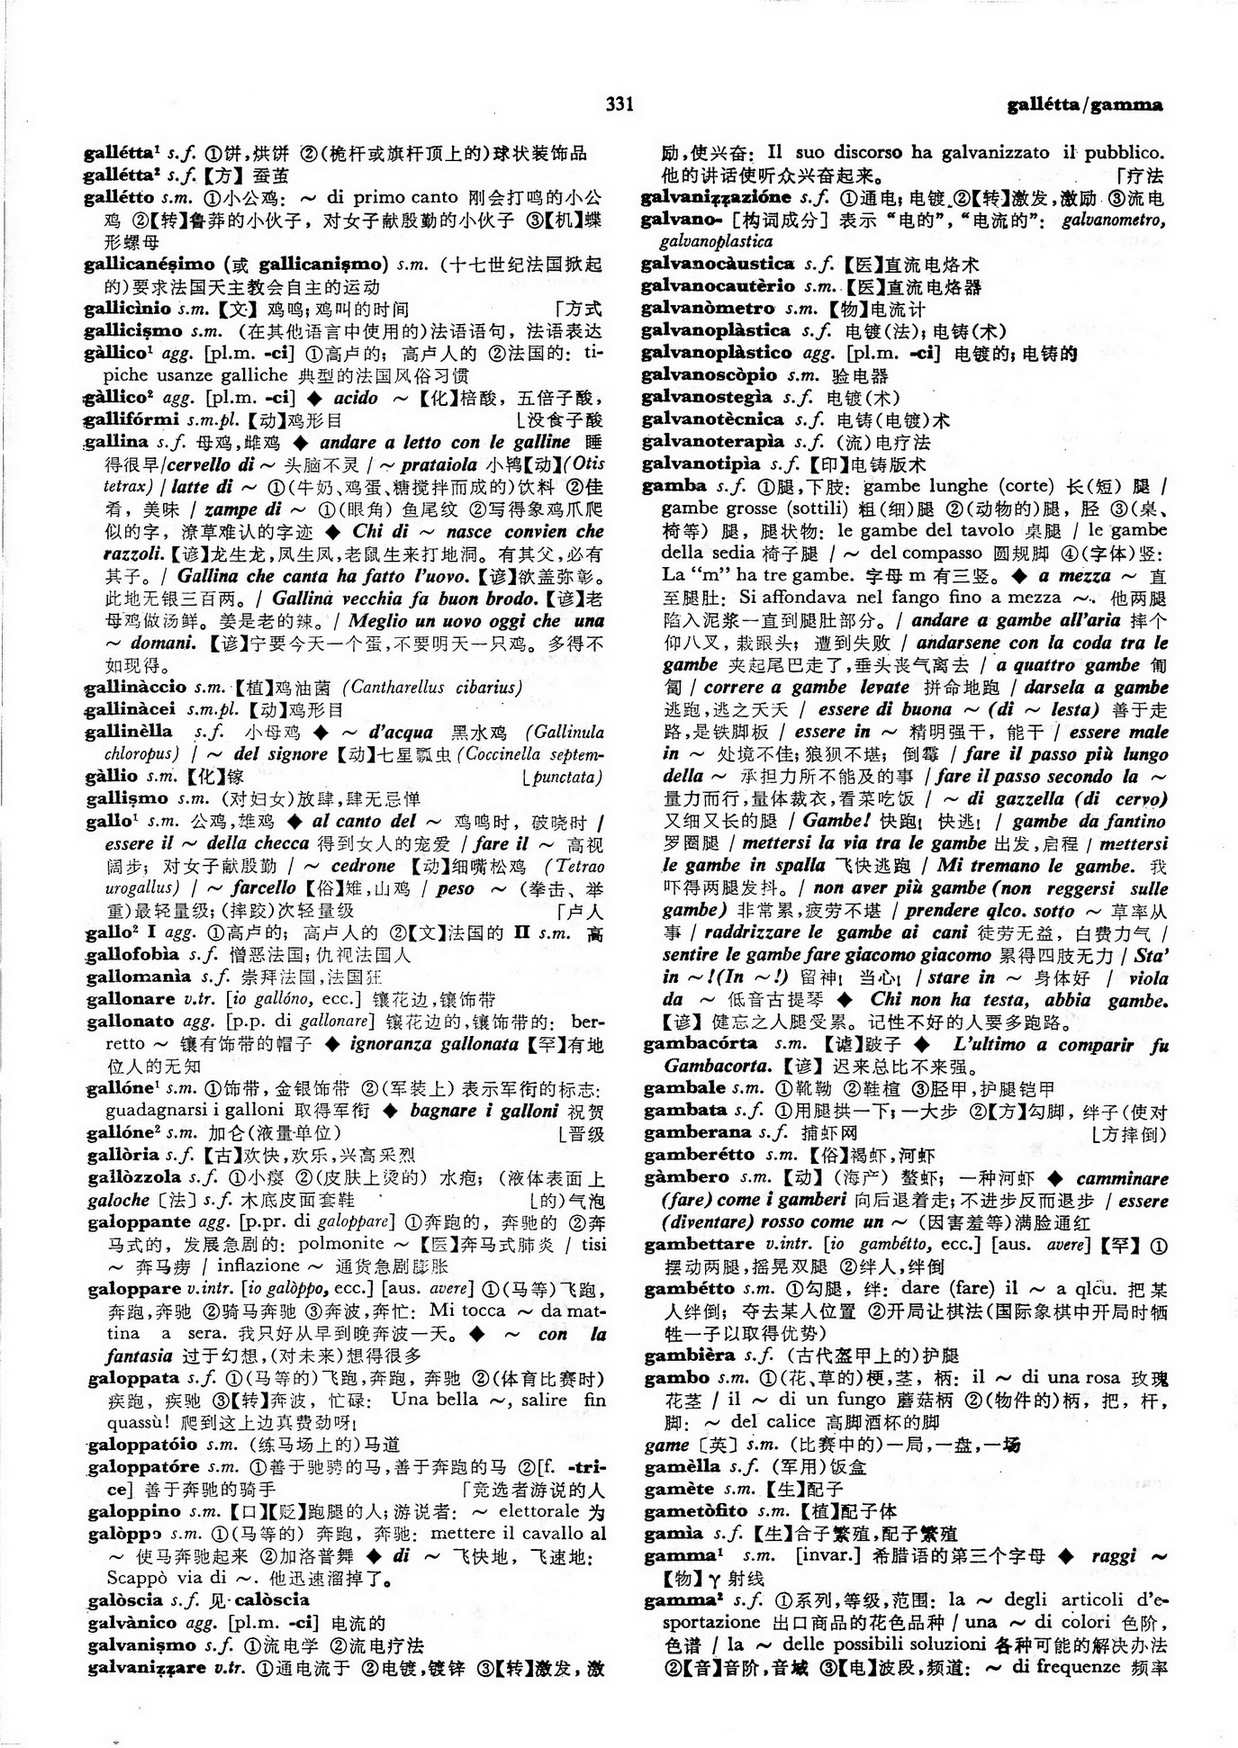 331
gallétta/gamma
gallétta¹ s.f. ①饼,烘饼 ②(桅杆或旗杆顶上的)球状装饰品
gallétta² s.f.【方】蚕茧
gallétto s.m. ①小公鸡: ～ di primo canto 刚会打鸣的小公
鸡 ②【转】鲁莽的小伙子，对女子献殷勤的小伙子 ③【机】蝶
形螺母
gallicanéṣimo (或 gallicaniṣmo) s.m. (十七世纪法国掀起
的)要求法国天主教会自主的运动
gallicìnio s.m.【文】鸡鸣;鸡叫的时间 「方式
gallicìṣmo s.m. (在其他语言中使用的)法语语句，法语表达
gàllico¹ agg. [pl.m. -ci] ①高卢的；高卢人的 ②法国的: ti-
piche usanze galliche 典型的法国风俗习惯
gàllico² agg. [pl.m. -ci] ◆ acido ～【化】棓酸，五倍子酸，
gallifórmi s.m.pl.【动】鸡形目 ⌊没食子酸
gallina s.f. 母鸡,雌鸡 ◆ andare a letto con le galline 睡
得很早/cervello di ～ 头脑不灵 / ～ prataiola 小鸨【动】(Otis
tetrax) / latte di ～ ①(牛奶、鸡蛋、糖搅拌而成的)饮料 ②佳
肴，美味 / zampe di ～ ①(眼角) 鱼尾纹 ②写得象鸡爪爬
似的字，潦草难认的字迹 ◆ Chi di ～ nasce convien che
razzoli.【谚】龙生龙,凤生凤,老鼠生来打地洞。有其父,必有
其子。/ Gallina che canta ha fatto l'uovo.【谚】欲盖弥彰。
此地无银三百两。/ Gallina vecchia fa buon brodo.【谚】老
母鸡做汤鲜。姜是老的辣。/ Meglio un uovo oggi che una
～ domani.【谚】宁要今天一个蛋,不要明天一只鸡。多得不
如现得。
gallinàccio s.m.【植】鸡油菌 (Cantharellus cibarius)
gallinàcei s.m.pl.【动】鸡形目
gallinèlla s.f. 小母鸡 ◆ ～ d'acqua 黑水鸡 (Gallinula
chloropus) / ～ del signore【动】七星瓢虫(Coccinella septem-
gàllio s.m.【化】镓 ⌊punctata)
galliṣmo s.m. (对妇女)放肆,肆无忌惮
gallo¹ s.m. 公鸡,雄鸡 ◆ al canto del ～ 鸡鸣时，破晓时 /
essere il ～ della checca 得到女人的宠爱 / fare il ～ 高视
阔步；对女子献殷勤 / ～ cedrone【动】细嘴松鸡 (Tetrao
urogallus) / ～ farcello【俗】雉,山鸡 / peso ～ (拳击、举
重)最轻量级；(摔跤)次轻量级 「卢人
gallo² I agg. ①高卢的；高卢人的 ②【文】法国的 II s.m. 高
gallofobìa s.f. 憎恶法国;仇视法国人
gallomanìa s.f. 崇拜法国,法国狂
gallonare v.tr. [io gallóno, ecc.] 镶花边,镶饰带
gallonato agg. [p.p. di gallonare] 镶花边的,镶饰带的: ber-
retto ～ 镶有饰带的帽子 ◆ ignoranza gallonata【罕】有地
位人的无知
gallóne¹ s.m. ①饰带，金银饰带 ②(军装上) 表示军衔的标志:
guadagnarsi i galloni 取得军衔 ◆ bagnare i galloni 祝贺
gallóne² s.m. 加仑(液量单位) ⌊晋级
gallòria s.f.【古】欢快,欢乐,兴高采烈
gallòzzola s.f. ①小瘿 ②(皮肤上烫的) 水疱；(液体表面上
galoche〔法〕s.f. 木底皮面套鞋 ⌊的)气泡
galoppante agg. [p.pr. di galoppare] ①奔跑的，奔驰的 ②奔
马式的，发展急剧的: polmonite ～【医】奔马式肺炎 / tisi
～ 奔马痨 / inflazione ～ 通货急剧膨胀
galoppare v.intr. [io galòppo, ecc.] [aus. avere] ①(马等)飞跑,
奔跑,奔驰 ②骑马奔驰 ③奔波,奔忙: Mi tocca ～ da mat-
tina a sera. 我只好从早到晚奔波一天。◆ ～ con la
fantasia 过于幻想,(对未来)想得很多
galoppata s.f. ①(马等的)飞跑,奔跑，奔驰 ②(体育比赛时)
疾跑，疾驰 ③【转】奔波，忙碌: Una bella ～, salire fin
quassù! 爬到这上边真费劲呀!
galoppatóio s.m. (练马场上的)马道
galoppatóre s.m. ①善于驰骋的马,善于奔跑的马 ②[f. -tri-
ce] 善于奔驰的骑手 「竞选者游说的人
galoppino s.m.【口】【贬】跑腿的人;游说者: ～ elettorale 为
galòppo s.m. ①(马等的) 奔跑，奔驰: mettere il cavallo al
～ 使马奔驰起来 ②加洛普舞 ◆ di ～ 飞快地，飞速地:
Scappò via di ～. 他迅速溜掉了。
galòscia s.f. 见 calòscia
galvànico agg. [pl.m. -ci] 电流的
galvaniṣmo s.f. ①流电学 ②流电疗法
galvaniẓẓare v.tr. ①通电流于 ②电镀,镀锌 ③【转】激发，激
励,使兴奋: Il suo discorso ha galvanizzato il pubblico.
他的讲话使听众兴奋起来。 「疗法
galvaniẓẓazióne s.f. ①通电;电镀 ②【转】激发,激励 ③流电
galvano- [构词成分] 表示“电的”，“电流的”: galvanometro,
galvanoplastica
galvanocàustica s.f.【医】直流电烙术
galvanocautèrio s.m.【医】直流电烙器
galvanòmetro s.m.【物】电流计
galvanoplàstica s.f. 电镀(法);电铸(术)
galvanoplàstico agg. [pl.m. -ci] 电镀的;电铸的
galvanoscòpio s.m. 验电器
galvanostegìa s.f. 电镀(术)
galvanotècnica s.f. 电铸(电镀)术
galvanoterapìa s.f. (流)电疗法
galvanotipìa s.f.【印】电铸版术
gamba s.f. ①腿,下肢: gambe lunghe (corte) 长(短) 腿 /
gambe grosse (sottili) 粗(细)腿 ②(动物的)腿，胫 ③(桌、
椅等) 腿，腿状物: le gambe del tavolo 桌腿 / le gambe
della sedia 椅子腿 / ～ del compasso 圆规脚 ④(字体)竖:
La “m” ha tre gambe. 字母 m 有三竖。◆ a mezza ～ 直
至腿肚: Si affondava nel fango fino a mezza ～. 他两腿
陷入泥浆一直到腿肚部分。/ andare a gambe all'aria 摔个
仰八叉，栽跟头；遭到失败 / andarsene con la coda tra le
gambe 夹起尾巴走了,垂头丧气离去 / a quattro gambe 匍
匐 / correre a gambe levate 拼命地跑 / darsela a gambe
逃跑,逃之夭夭 / essere di buona ～ (di ～ lesta) 善于走
路,是铁脚板 / essere in ～ 精明强干，能干 / essere male
in ～ 处境不佳;狼狈不堪；倒霉 / fare il passo più lungo
della ～ 承担力所不能及的事 / fare il passo secondo la ～
量力而行,量体裁衣,看菜吃饭 / ～ di gazzella (di cervo)
又细又长的腿 / Gambe! 快跑! 快逃! / gambe da fantino
罗圈腿 / mettersi la via tra le gambe 出发,启程 / mettersi
le gambe in spalla 飞快逃跑 / Mi tremano le gambe. 我
吓得两腿发抖。/ non aver più gambe (non reggersi sulle
gambe) 非常累,疲劳不堪 / prendere qlco. sotto ～ 草率从
事 / raddrizzare le gambe ai cani 徒劳无益，白费力气 /
sentire le gambe fare giacomo giacomo 累得四肢无力 / Sta'
in ～!(In ～!) 留神! 当心! / stare in ～ 身体好 / viola
da ～ 低音古提琴 ◆ Chi non ha testa, abbia gambe.
【谚】健忘之人腿受累。记性不好的人要多跑路。
gambacórta s.m.【谑】跛子 ◆ L'ultimo a comparir fu
Gambacorta.【谚】迟来总比不来强。
gambale s.m. ①靴靿 ②鞋楦 ③胫甲,护腿铠甲
gambata s.f. ①用腿拱一下;一大步 ②【方】勾脚，绊子(使对
gamberana s.f. 捕虾网 ⌊方摔倒)
gamberétto s.m.【俗】褐虾,河虾
gàmbero s.m.【动】(海产) 螯虾；一种河虾 ◆ camminare
(fare) come i gamberi 向后退着走;不进步反而退步 / essere
(diventare) rosso come un ～ (因害羞等)满脸通红
gambettare v.intr. [io gambétto, ecc.] [aus. avere]【罕】①
摆动两腿,摇晃双腿 ②绊人,绊倒
gambétto s.m. ①勾腿，绊: dare (fare) il ～ a qlcu. 把某
人绊倒；夺去某人位置 ②开局让棋法(国际象棋中开局时牺
牲一子以取得优势)
gambièra s.f. (古代盔甲上的)护腿
gambo s.m. ①(花、草的)梗,茎，柄: il ～ di una rosa 玫瑰
花茎 / il ～ di un fungo 蘑菇柄 ②(物件的)柄，把，杆，
脚: ～ del calice 高脚酒杯的脚
game〔英〕s.m. (比赛中的)一局,一盘,一场
gamèlla s.f. (军用)饭盒
gamète s.m.【生】配子
gametòfito s.m.【植】配子体
gamìa s.f.【生】合子繁殖,配子繁殖
gamma¹ s.m. [invar.] 希腊语的第三个字母 ◆ raggi ～
【物】γ 射线
gamma² s.f. ①系列,等级,范围: la ～ degli articoli d'e-
sportazione 出口商品的花色品种 / una ～ di colori 色阶，
色谱 / la ～ delle possibili soluzioni 各种可能的解决办法
②【音】音阶,音域 ③【电】波段,频道: ～ di frequenze 频率